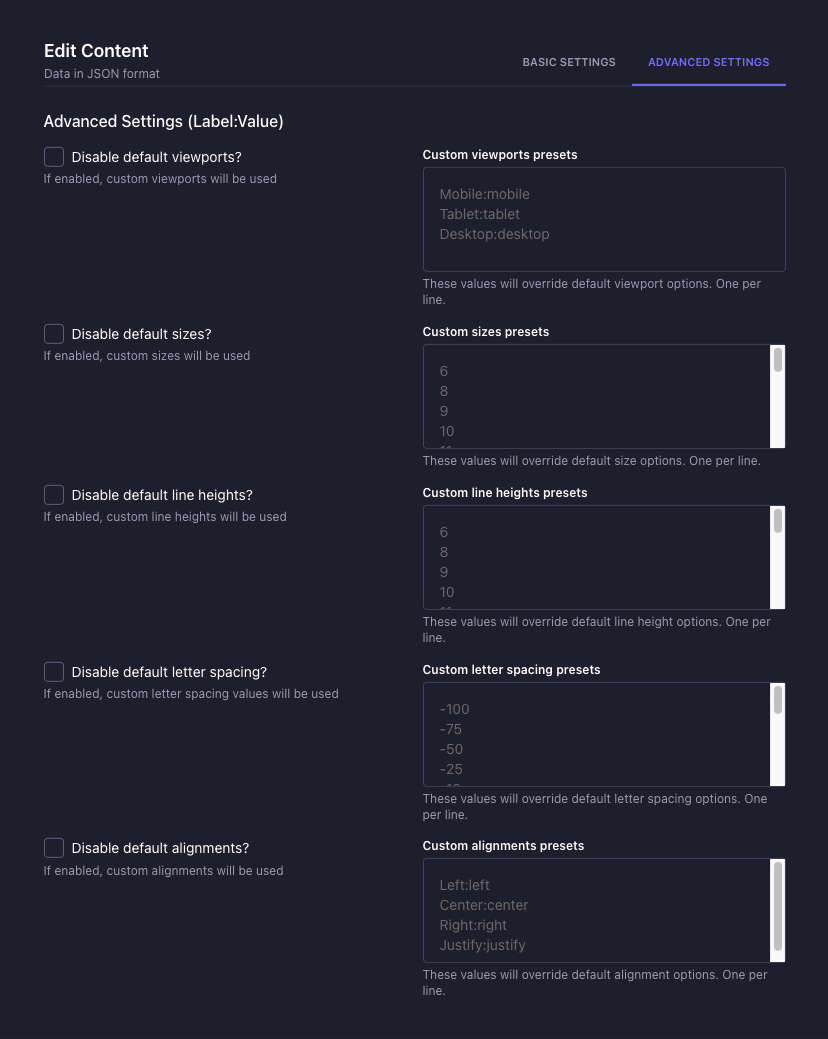 Edit Content
Data in JSON format
BASIC SETTINGS
ADVANCED SETTINGS
Advanced Settings (Label:Value)
Disable default viewports?
If enabled, custom viewports will be used
Custom viewports presets
Mobile:mobile
Tablet:tablet
Desktop:desktop
These values will override default viewport options. One per
line.
Disable default sizes?
If enabled, custom sizes will be used
Custom sizes presets
6
8
9
10
These values will override default size options. One per line.
Disable default line heights?
If enabled, custom line heights will be used
Custom line heights presets
6
8
9
10
These values will override default line height options. One per
line.
Disable default letter spacing?
If enabled, custom letter spacing values will be used
Custom letter spacing presets
-100
-75
-50
-25
These values will override default letter spacing options. One
per line.
Disable default alignments?
If enabled, custom alignments will be used
Custom alignments presets
Left:left
Center:center
Right:right
Justify:justify
These values will override default alignment options. One per
line.